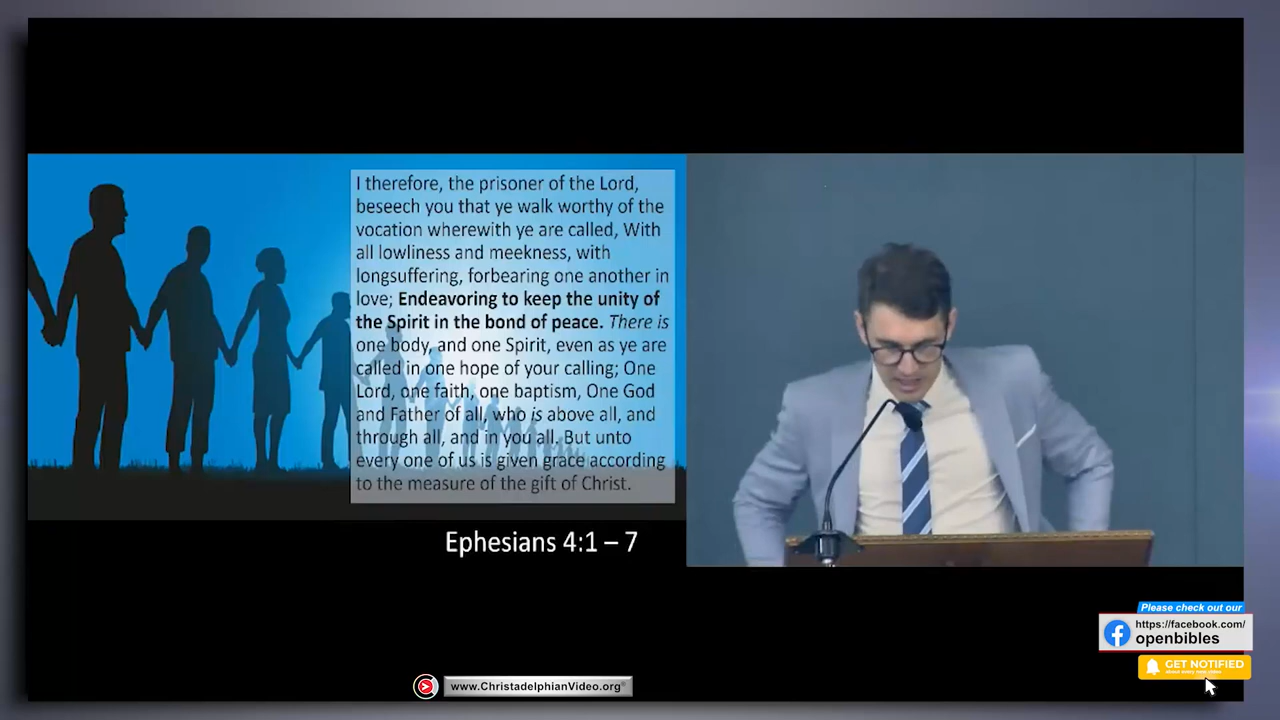 I therefore, the prisoner of the Lord,
beseech you that ye walk worthy of the
vocation wherewith ye are called, With
all lowliness and meekness, with
longsuffering, forbearing one another in
love; Endeavoring to keep the unity of
the Spirit in the bond of peace. There is
one body, and one Spirit, even as ye are
called in one hope of your calling; One
Lord, one faith, one baptism, One God
and Father of all, who is above all, and
through all, and in you all. But unto
every one of us is given grace according
to the measure of the gift of Christ.
Ephesians 4:1 – 7
Please check out our
https://facebook.com/
openbibles
GET NOTIFIED
about every new video
www.ChristadelphianVideo.org